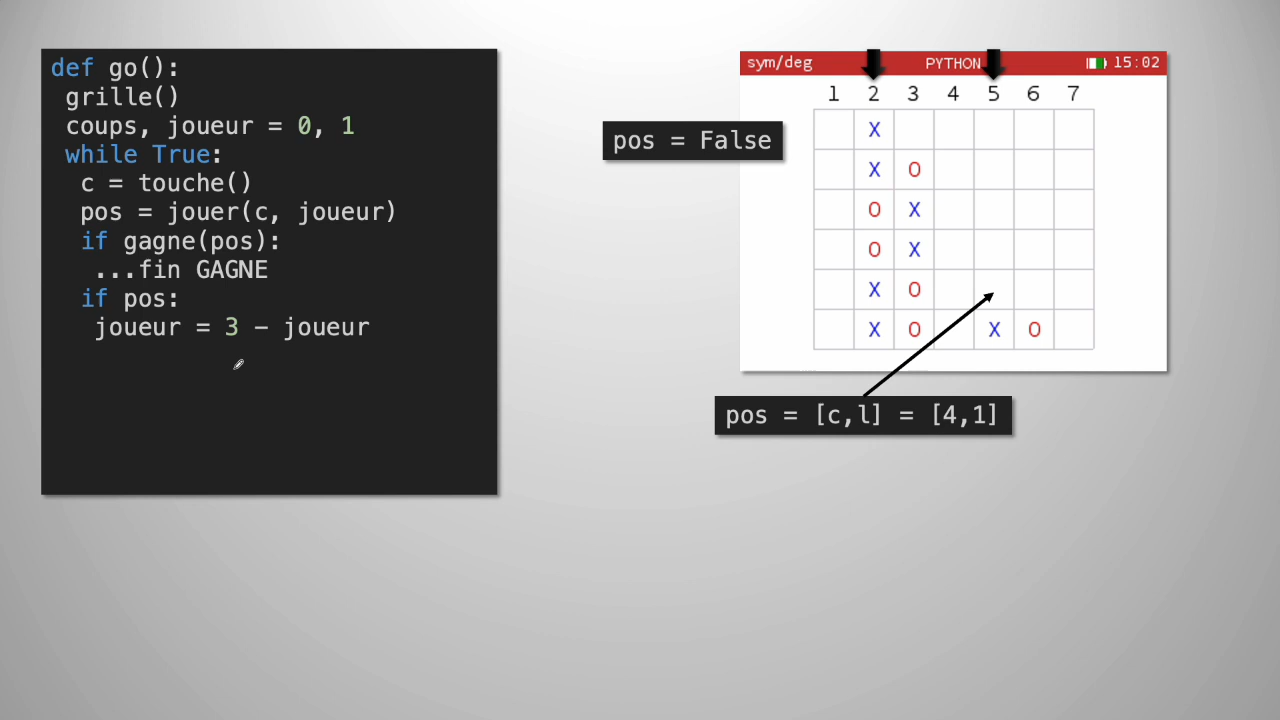 def go():
grille()
coups, joueur = 0, 1
while True:
c = touche()
pos = jouer(c, joueur)
if gagne(pos):
...fin GAGNE
if pos:
joueur = 3 - joueur
pos = False
sym/deg PYTHON 15:02
1 2 3 4 5 6 7
X
X O
O X
O X
X O
X O X O
pos = [c,l] = [4,1]